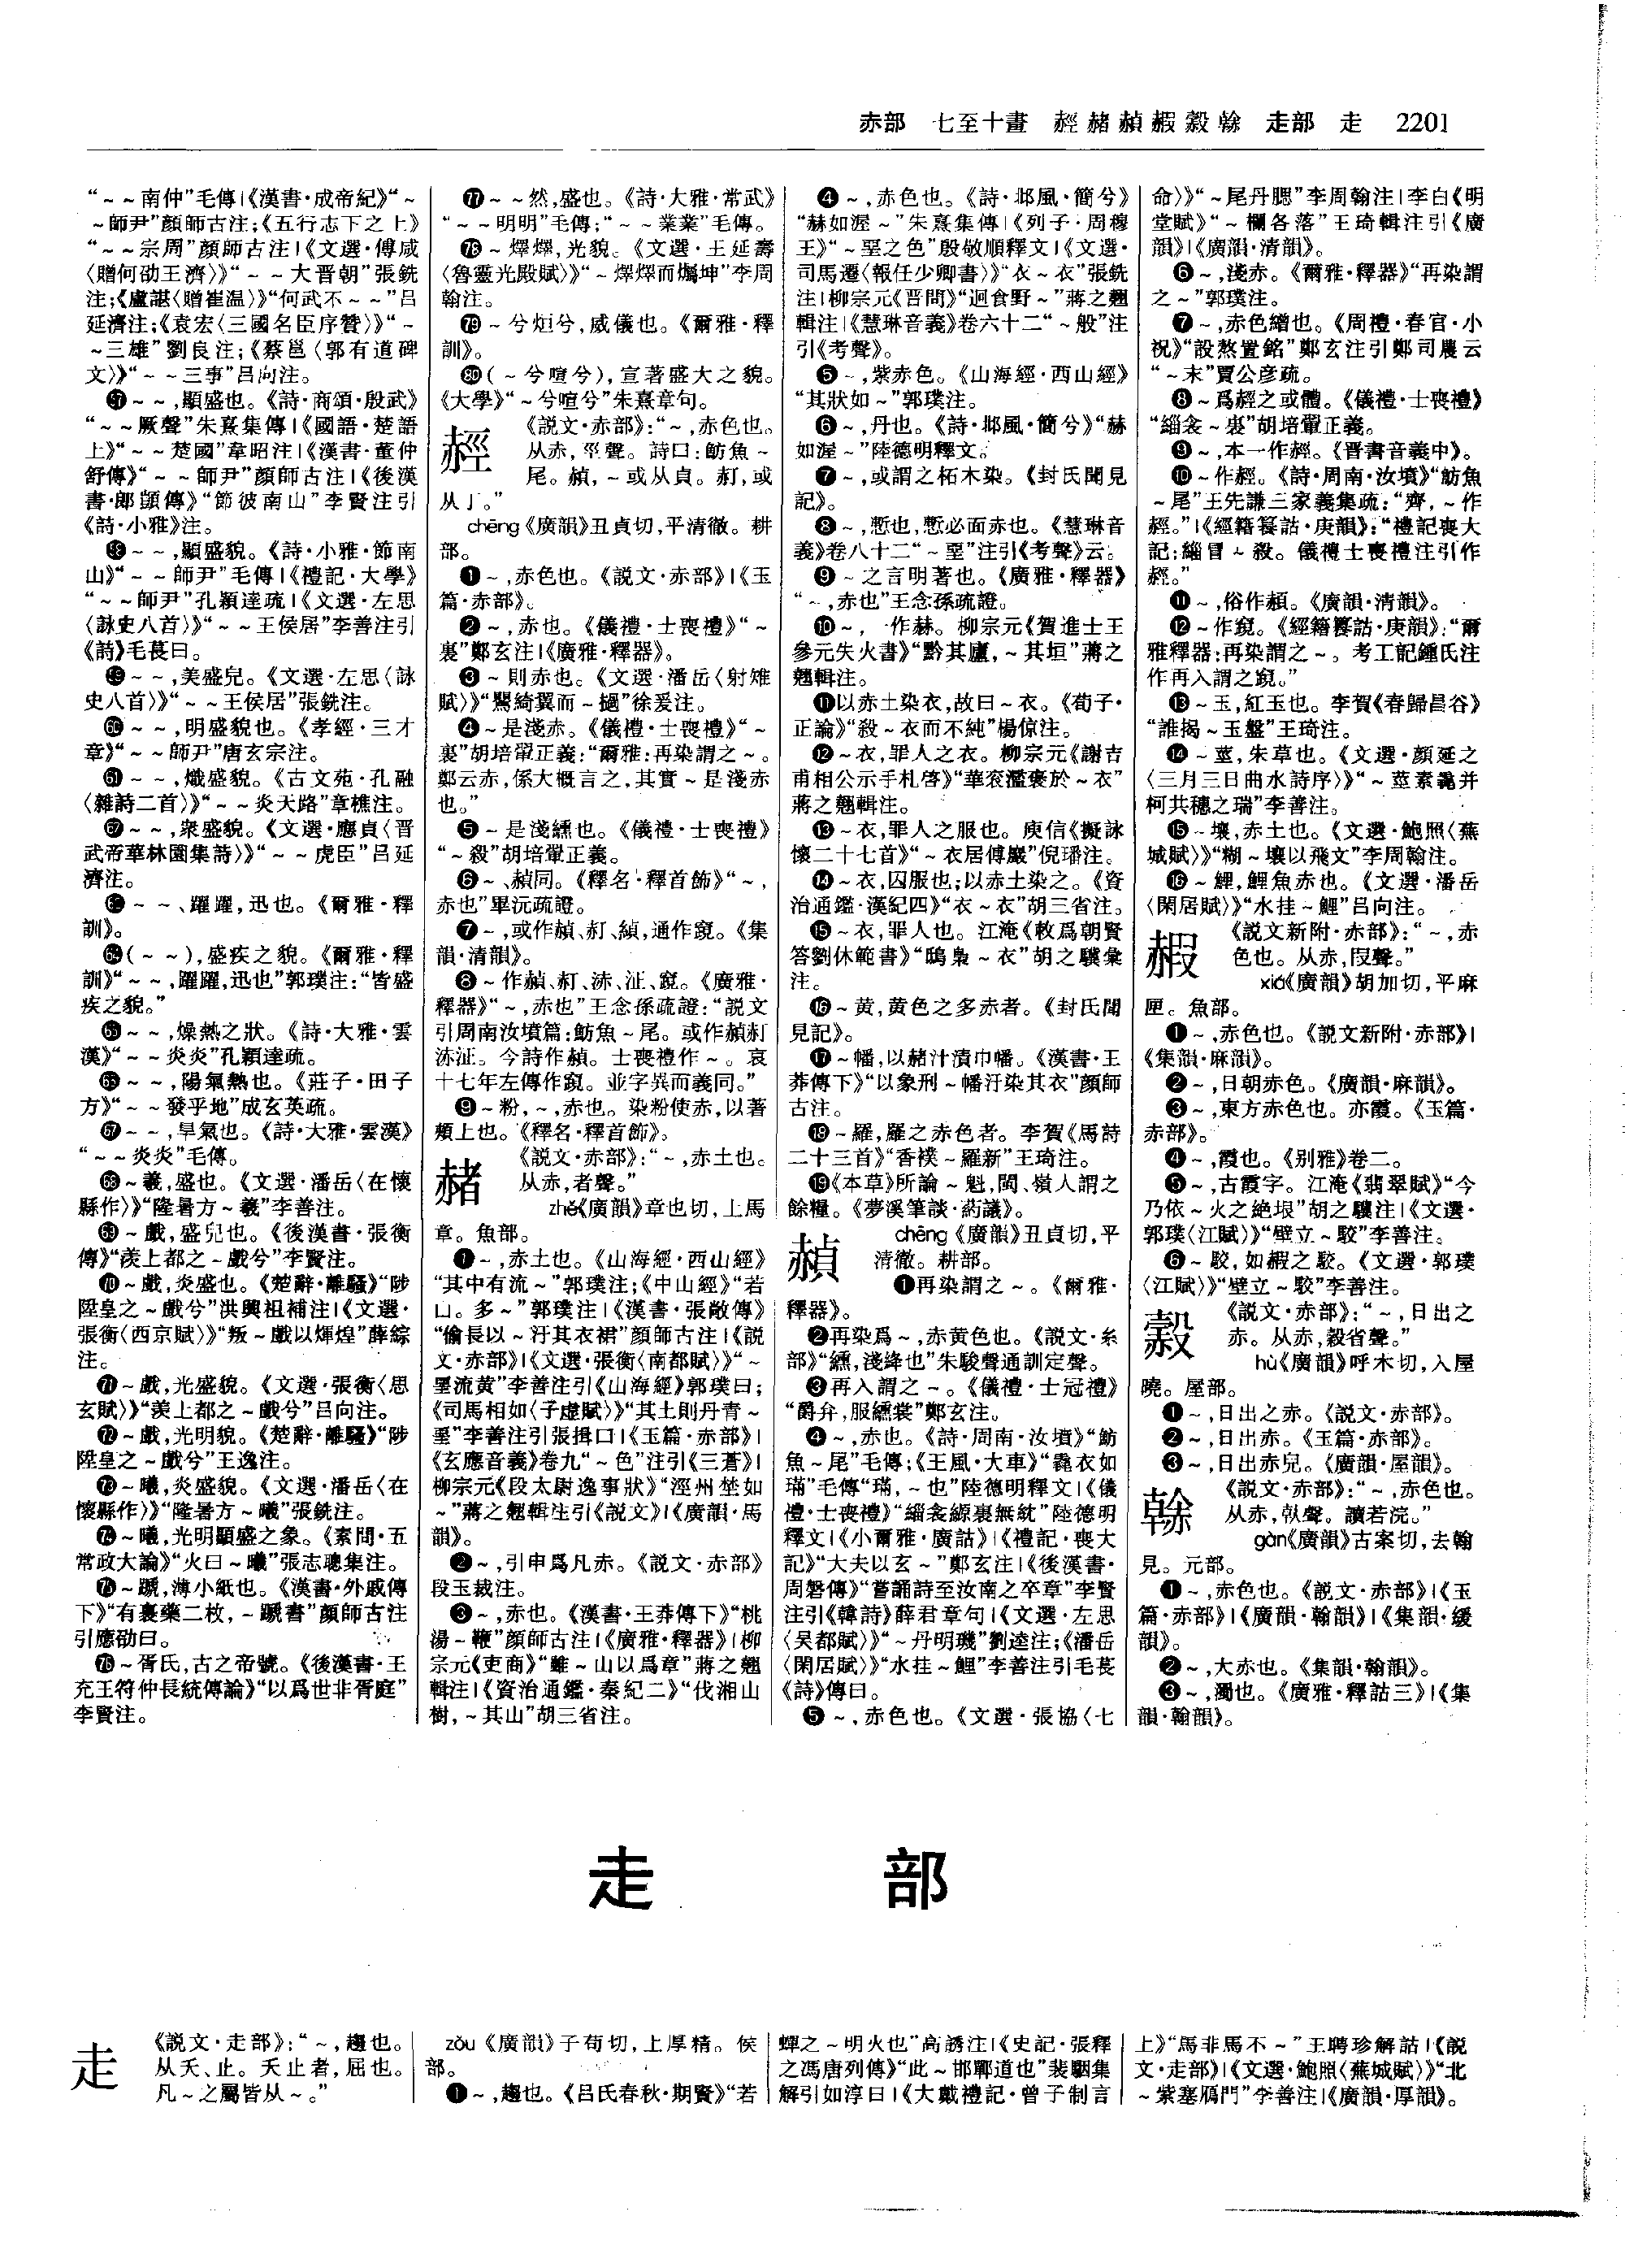 赤部 七至十畫 䞓赭赬赮㷤𧹳 走部 走 2201
“~~南仲”毛傳|《漢書·成帝紀》“~
~師尹”顏師古注;《五行志下之上》
“~~宗周”顏師古注|《文選·傅咸
〈贈何劭王濟〉》“~~大晉朝”張銑
注;《盧諶〈贈崔温〉》“何武不~~”呂
延濟注;《袁宏〈三國名臣序贊〉》“~
~三雄”劉良注;《蔡邕〈郭有道碑
文〉》“~~三事”呂向注。
㊼~~,顯盛也。《詩·商頌·殷武》
“~~厥聲”朱熹集傳|《國語·楚語
上》“~~楚國”韋昭注|《漢書·董仲
舒傳》“~~師尹”顏師古注|《後漢
書·郎顗傳》“節彼南山”李賢注引
《詩·小雅》注。
~~,顯盛貌。《詩·小雅·節南
山》“~~師尹”毛傳|《禮記·大學》
“~~師尹”孔穎達疏|《文選·左思
〈詠史八首〉》“~~王侯居”李善注引
《詩》毛萇曰。
~~,美盛皃。《文選·左思〈詠
史八首〉》“~~王侯居”張銑注。
~~,明盛貌也。《孝經·三才
章》“~~師尹”唐玄宗注。
61~~,熾盛貌。《古文苑·孔融
〈雜詩二首〉》“~~炎天路”章樵注。
~~,衆盛貌。《文選·應貞〈晋
武帝華林園集詩〉》“~~虎臣”呂延
濟注。
~~、躍躍,迅也。《爾雅·釋
訓》。
64(~~),盛疾之貌。《爾雅·釋
訓》“~~,躍躍,迅也”郭璞注:“皆盛
疾之貌。”
65~~,燥熱之狀。《詩·大雅·雲
漢》“~~炎炎”孔穎達疏。
66~~,陽氣熱也。《莊子·田子
方》“~~發乎地”成玄英疏。
67~~,旱氣也。《詩·大雅·雲漢》
“~~炎炎”毛傳。
68~羲,盛也。《文選·潘岳〈在懷
縣作〉》“隆暑方~羲”李善注。
69~戲,盛皃也。《後漢書·張衡
傳》“羨上都之~戲兮”李賢注。
70~戲,炎盛也。《楚辭·離騷》“陟
陞皇之~戲兮”洪興祖補注|《文選·
張衡〈西京賦〉》“叛~戲以煇煌”薛綜
注。
71~戲,光盛貌。《文選·張衡〈思
玄賦〉》“羨上都之~戲兮”呂向注。
72~戲,光明貌。《楚辭·離騷》“陟
陞皇之~戲兮”王逸注。
73~曦,炎盛貌。《文選·潘岳〈在
懷縣作〉》“隆暑方~曦”張銑注。
74~曦,光明顯盛之象。《素問·五
常政大論》“火曰~曦”張志聰集注。
75~蹏,薄小紙也。《漢書·外戚傳
下》“有裹藥二枚,~蹏書”顏師古注
引應劭曰。
76~胥氏,古之帝號。《後漢書·王
充王符仲長統傳論》“以爲世非胥庭”
李賢注。
77~~然,盛也。《詩·大雅·常武》
“~~明明”毛傳;“~~業業”毛傳。
78~燡燡,光貌。《文選·王延壽
〈魯靈光殿賦〉》“~燡燡而爥坤”李周
翰注。
79~兮烜兮,威儀也。《爾雅·釋
訓》。
80(~兮喧兮),宣著盛大之貌。
《大學》“~兮喧兮”朱熹章句。
䞓
《説文·赤部》:“~,赤色也。
从赤,巠聲。詩曰:魴魚~
尾。赬,~或从貞。䞓,或
从丁。”
chēng《廣韻》丑貞切,平清徹。耕
部。
❶~,赤色也。《説文·赤部》|《玉
篇·赤部》。
❷~,赤也。《儀禮·士喪禮》“~
裏”鄭玄注|《廣雅·釋器》。
❸~則赤也。《文選·潘岳〈射雉
賦〉》“鸎綺翼而~撾”徐爰注。
❹~是淺赤。《儀禮·士喪禮》“~
裏”胡培翬正義:“爾雅:再染謂之~。
鄭云赤,係大概言之,其實~是淺赤
也。”
❺~是淺纁也。《儀禮·士喪禮》
“~殺”胡培翬正義。
❻~、赬同。《釋名·釋首飾》“~,
赤也”畢沅疏證。
❼~,或作赬、、緽,通作竀。《集
韻·清韻》。
❽~作赬、、泳、泟、竀。《廣雅·
釋器》“~,赤也”王念孫疏證:“説文
引周南汝墳篇:魴魚~尾。或作赬
泟。今詩作赬。士喪禮作~。哀
十七年左傳作竀。並字異而義同。”
❾~粉,~,赤也。染粉使赤,以著
頰上也。《釋名·釋首飾》。
赭
《説文·赤部》:“~,赤土也。
从赤,者聲。”
zhě《廣韻》章也切,上馬
章。魚部。
❶~,赤土也。《山海經·西山經》
“其中有流~”郭璞注;《中山經》“若
山。多~”郭璞注|《漢書·張敞傳》
“偷長以~汙其衣裾”顏師古注|《説
文·赤部》|《文選·張衡〈南都賦〉》“~
堊流黄”李善注引《山海經》郭璞曰;
《司馬相如〈子虛賦〉》“其土則丹青~
堊”李善注引張揖曰|《玉篇·赤部》|
《玄應音義》卷九“~色”注引《三蒼》|
柳宗元《段太尉逸事狀》“涇州埜如
~”蔣之翹輯注引《説文》|《廣韻·馬
韻》。
❷~,引申爲凡赤。《説文·赤部》
段玉裁注。
❸~,赤也。《漢書·王莽傳下》“桃
湯~鞭”顏師古注|《廣雅·釋器》|柳
宗元《吏商》“雖~山以爲章”蔣之翹
輯注|《資治通鑑·秦紀二》“伐湘山
樹,~其山”胡三省注。
❹~,赤色也。《詩·邶風·簡兮》
“赫如渥~”朱熹集傳|《列子·周穆
王》“~堊之色”殷敬順釋文|《文選·
司馬遷〈報任少卿書〉》“衣~衣”張銑
注|柳宗元《晋問》“迴食野~”蔣之翹
輯注|《慧琳音義》卷六十二“~般”注
引《考聲》。
❺~,紫赤色。《山海經·西山經》
“其狀如~”郭璞注。
❻~,丹也。《詩·邶風·簡兮》“赫
如渥~”陸德明釋文。
❼~,或謂之柘木染。《封氏聞見
記》。
❽~,慙也,慙必面赤也。《慧琳音
義》卷八十二“~堊”注引《考聲》云。
❾~之言明著也。《廣雅·釋器》
“~,赤也”王念孫疏證。
❿~,一作赫。柳宗元《賀進士王
參元失火書》“黔其廬,~其垣”蔣之
翹輯注。
⓫以赤土染衣,故曰~衣。《荀子·
正論》“殺~衣而不純”楊倞注。
⓬~衣,罪人之衣。柳宗元《謝吉
甫相公示手札啓》“華衮濫褒於~衣”
蔣之翹輯注。
⓭~衣,罪人之服也。庾信《擬詠
懷二十七首》“~衣居傅巖”倪璠注。
⓮~衣,囚服也;以赤土染之。《資
治通鑑·漢紀四》“衣~衣”胡三省注。
⓯~衣,罪人也。江淹《敕爲朝賢
答劉休範書》“鴟梟~衣”胡之驥彙
注。
⓰~黄,黄色之多赤者。《封氏聞
見記》。
⓱~幡,以赭汁漬巾幡。《漢書·王
莽傳下》“以象刑~幡汙染其衣”顏師
古注。
⓲~羅,羅之赤色者。李賀《馬詩
二十三首》“香襆~羅新”王琦注。
⓳《本草》所論~魁,閩、嶺人謂之
餘糧。《夢溪筆談·葯議》。
赬
chēng《廣韻》丑貞切,平
清徹。耕部。
❶再染謂之~。《爾雅·
釋器》。
❷再染爲~,赤黄色也。《説文·糸
部》“纁,淺絳也”朱駿聲通訓定聲。
❸再入謂之~。《儀禮·士冠禮》
“爵弁,服纁裳”鄭玄注。
❹~,赤也。《詩·周南·汝墳》“魴
魚~尾”毛傳;《王風·大車》“毳衣如
璊”毛傳“璊,~也”陸德明釋文|《儀
禮·士喪禮》“緇衾䞓裏無紞”陸德明
釋文|《小爾雅·廣詁》|《禮記·喪大
記》“大夫以玄~”鄭玄注|《後漢書·
周磐傳》“嘗誦詩至汝南之卒章”李賢
注引《韓詩》薛君章句|《文選·左思
〈吴都賦〉》“~丹明璣”劉逵注;《潘岳
〈閑居賦〉》“水挂~鯉”李善注引毛萇
《詩》傳曰。
❺~,赤色也。《文選·張協〈七
命〉》“~尾丹腮”李周翰注|李白《明
堂賦》“~欄各落”王琦輯注引《廣
韻》|《廣韻·清韻》。
❻~,淺赤。《爾雅·釋器》“再染謂
之~”郭璞注。
❼~,赤色繒也。《周禮·春官·小
祝》“設熬置銘”鄭玄注引鄭司農云
“~末”賈公彦疏。
❽~爲䞓之或體。《儀禮·士喪禮》
“緇衾~裏”胡培翬正義。
❾~,本一作䞓。《晋書音義中》。
❿~作䞓。《詩·周南·汝墳》“魴魚
~尾”王先謙三家義集疏:“齊,~作
䞓。”|《經籍籑詁·庚韻》:“禮記喪大
記:緇冒~殺。儀禮士喪禮注引作
䞓。”
⓫~,俗作頳。《廣韻·清韻》。
⓬~作竀。《經籍籑詁·庚韻》:“爾
雅釋器:再染謂之~。考工記鍾氏注
作再入謂之竀。”
⓭~玉,紅玉也。李賀《春歸昌谷》
“誰揭~玉盤”王琦注。
⓮~莖,朱草也。《文選·顔延之
〈三月三日曲水詩序〉》“~莖素毳并
柯共穗之瑞”李善注。
⓯~壤,赤土也。《文選·鮑照〈蕪
城賦〉》“糊~壤以飛文”李周翰注。
⓰~鯉,鯉魚赤也。《文選·潘岳
〈閑居賦〉》“水挂~鯉”呂向注。
赮
《説文新附·赤部》:“~,赤
色也。从赤,叚聲。”
xiá《廣韻》胡加切,平麻
匣。魚部。
❶~,赤色也。《説文新附·赤部》|
《集韻·麻韻》。
❷~,日朝赤色。《廣韻·麻韻》。
❸~,東方赤色也。亦霞。《玉篇·
赤部》。
❹~,霞也。《别雅》卷二。
❺~,古霞字。江淹《翡翠賦》“今
乃依~火之絶垠”胡之驥注|《文選·
郭璞〈江賦〉》“壁立~駮”李善注。
❻~駮,如赮之駮。《文選·郭璞
〈江賦〉》“壁立~駮”李善注。
㷤
《説文·赤部》:“~,日出之
赤。从赤,殼省聲。”
hù《廣韻》呼木切,入屋
曉。屋部。
❶~,日出之赤。《説文·赤部》。
❷~,日出赤。《玉篇·赤部》。
❸~,日出赤皃。《廣韻·屋韻》。
𧹳
《説文·赤部》:“~,赤色也。
从赤,倝聲。讀若浣。”
gàn《廣韻》古案切,去翰
見。元部。
❶~,赤色也。《説文·赤部》|《玉
篇·赤部》|《廣韻·翰韻》|《集韻·緩
韻》。
❷~,大赤也。《集韻·翰韻》。
❸~,濁也。《廣雅·釋詁三》|《集
韻·翰韻》。
走 部
走
《説文·走部》:“~,趨也。
从夭、止。夭止者,屈也。
凡~之屬皆从~。”
zǒu《廣韻》子苟切,上厚精。侯
部。
❶~,趨也。《吕氏春秋·期賢》“若
蟬之~明火也”高誘注|《史記·張釋
之馮唐列傳》“此~邯鄲道也”裴駰集
解引如淳曰|《大戴禮記·曾子制言
上》“馬非馬不~”王聘珍解詁|《説
文·走部》|《文選·鮑照〈蕪城賦〉》“北
~紫塞鴈門”李善注|《廣韻·厚韻》。